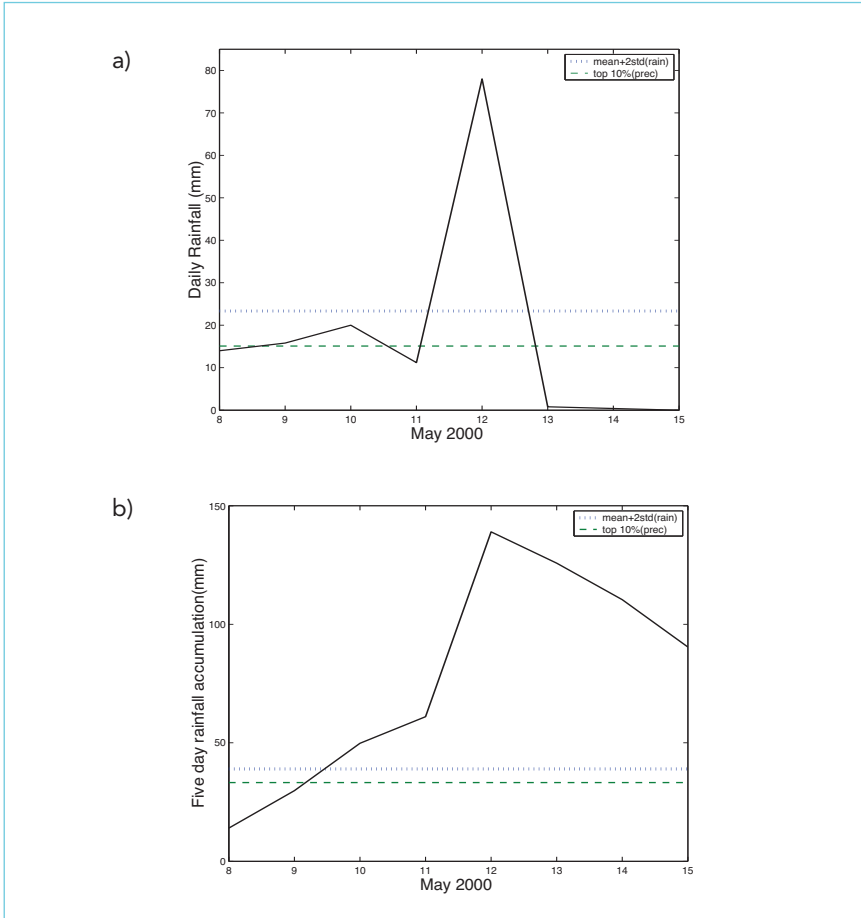 a)
mean+2std(rain)
top 10%(prec)
Daily Rainfall (mm)
80
70
60
50
40
30
20
10
0
8 9 10 11 12 13 14 15
May 2000
b)
mean+2std(rain)
top 10%(prec)
Five day rainfall accumulation(mm)
150
100
50
0
8 9 10 11 12 13 14 15
May 2000